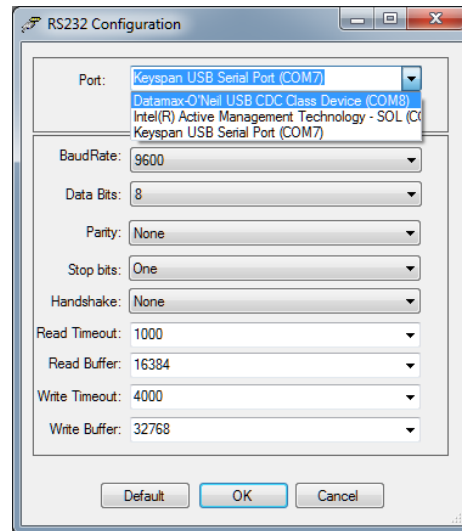 RS232 Configuration
Port: Keyspan USB Serial Port (COM7)
Datamax-O'Neil USB CDC Class Device (COM8)
Intel(R) Active Management Technology - SOL (CO
Keyspan USB Serial Port (COM7)
BaudRate: 9600
Data Bits: 8
Parity: None
Stop bits: One
Handshake: None
Read Timeout: 1000
Read Buffer: 16384
Write Timeout: 4000
Write Buffer: 32768
Default OK Cancel